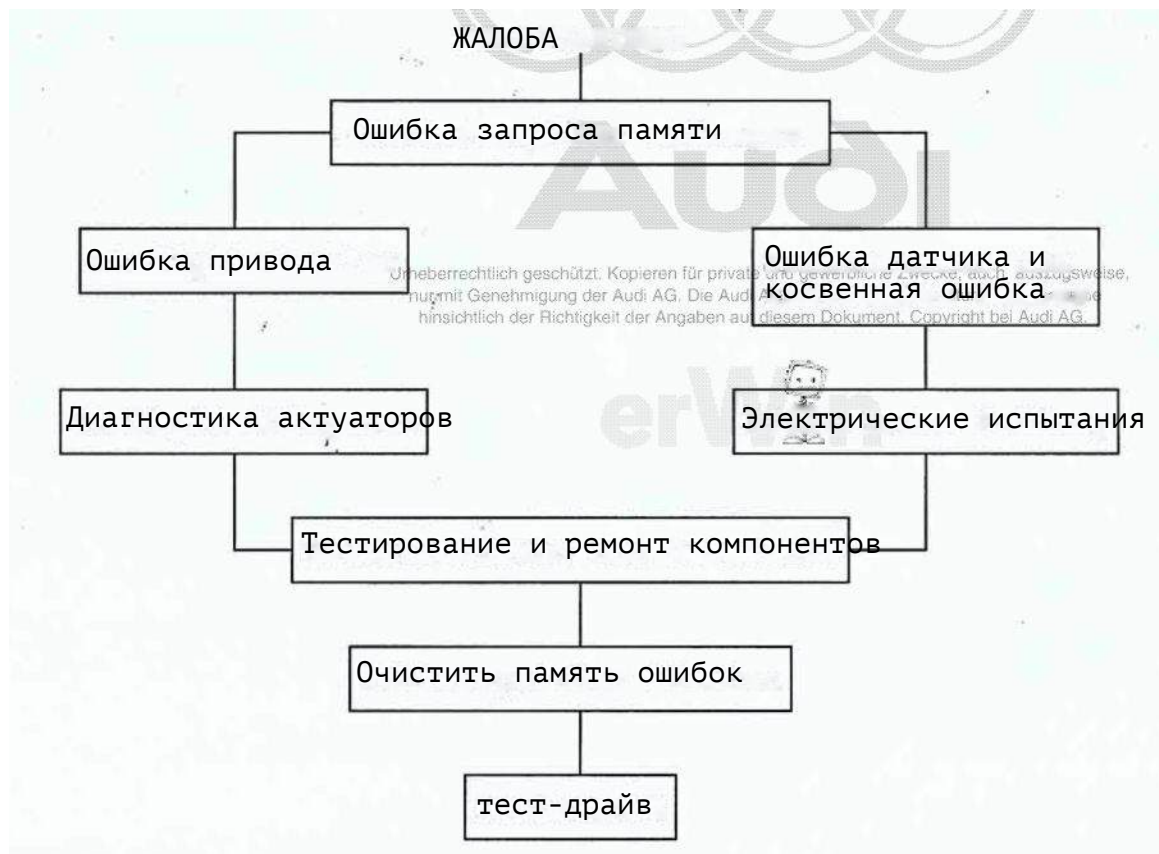 ЖАЛОБА
Ошибка запроса памяти
Audi
Ошибка привода
Ошибка датчика и
косвенная ошибка
Urheberrechtlich geschützt. Kopieren für private und gewerbliche Zwecke, auch auszugsweise,
nur mit Genehmigung der Audi AG. Die Audi
hinsichtlich der Richtigkeit der Angaben auf diesem Dokument. Copyright bei Audi AG.
erWin
Диагностика актуаторов
Электрические испытания
Тестирование и ремонт компонентов
Очистить память ошибок
тест-драйв